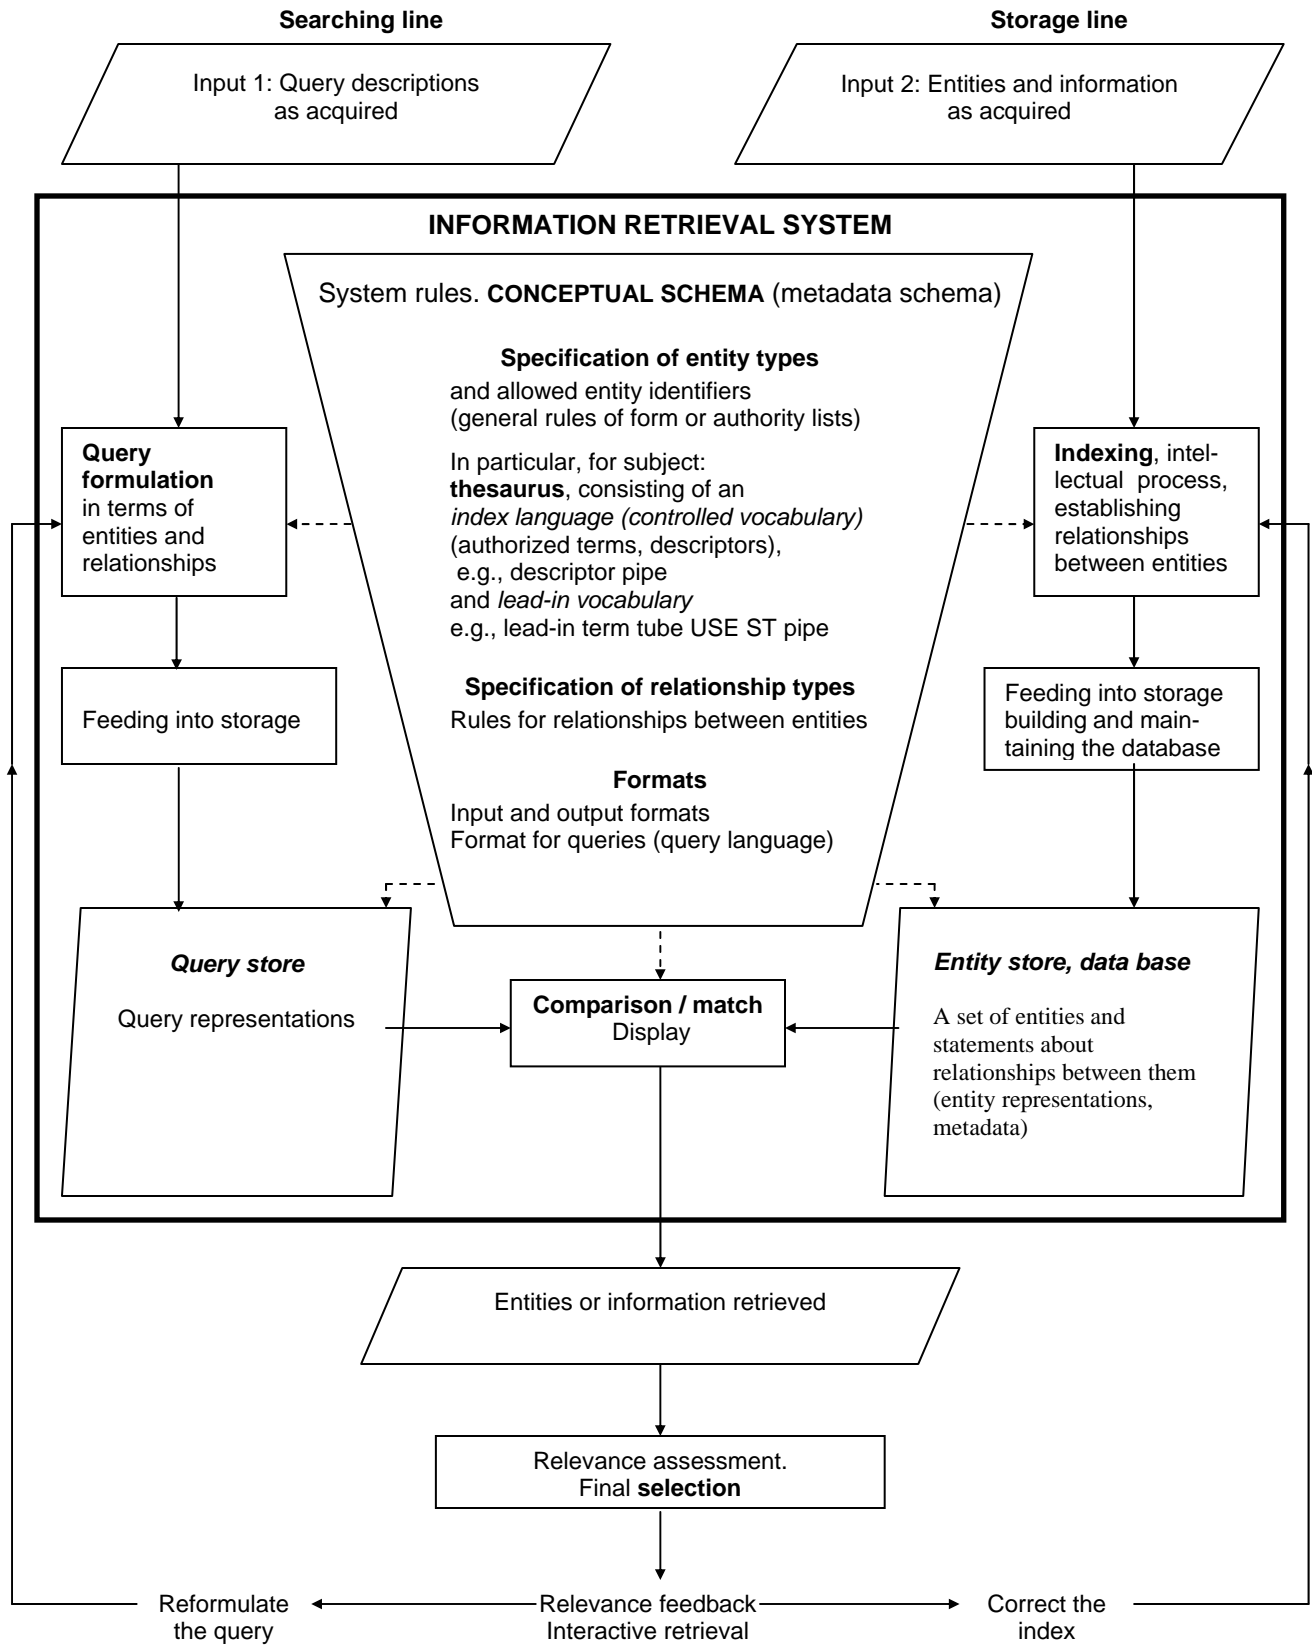 Searching line
Storage line
Input 1: Query descriptions
as acquired
Input 2: Entities and information
as acquired
INFORMATION RETRIEVAL SYSTEM
System rules. CONCEPTUAL SCHEMA (metadata schema)
Specification of entity types
and allowed entity identifiers
(general rules of form or authority lists)
In particular, for subject:
thesaurus, consisting of an
index language (controlled vocabulary)
(authorized terms, descriptors),
e.g., descriptor pipe
and lead-in vocabulary
e.g., lead-in term tube USE ST pipe
Specification of relationship types
Rules for relationships between entities
Formats
Input and output formats
Format for queries (query language)
Query
formulation
in terms of
entities and
relationships
Indexing, intel-
lectual process,
establishing
relationships
between entities
Feeding into storage
Feeding into storage
building and main-
taining the database
Query store
Query representations
Comparison / match
Display
Entity store, data base
A set of entities and
statements about
relationships between them
(entity representations,
metadata)
Entities or information retrieved
Relevance assessment.
Final selection
Reformulate
the query
Relevance feedback
Interactive retrieval
Correct the
index